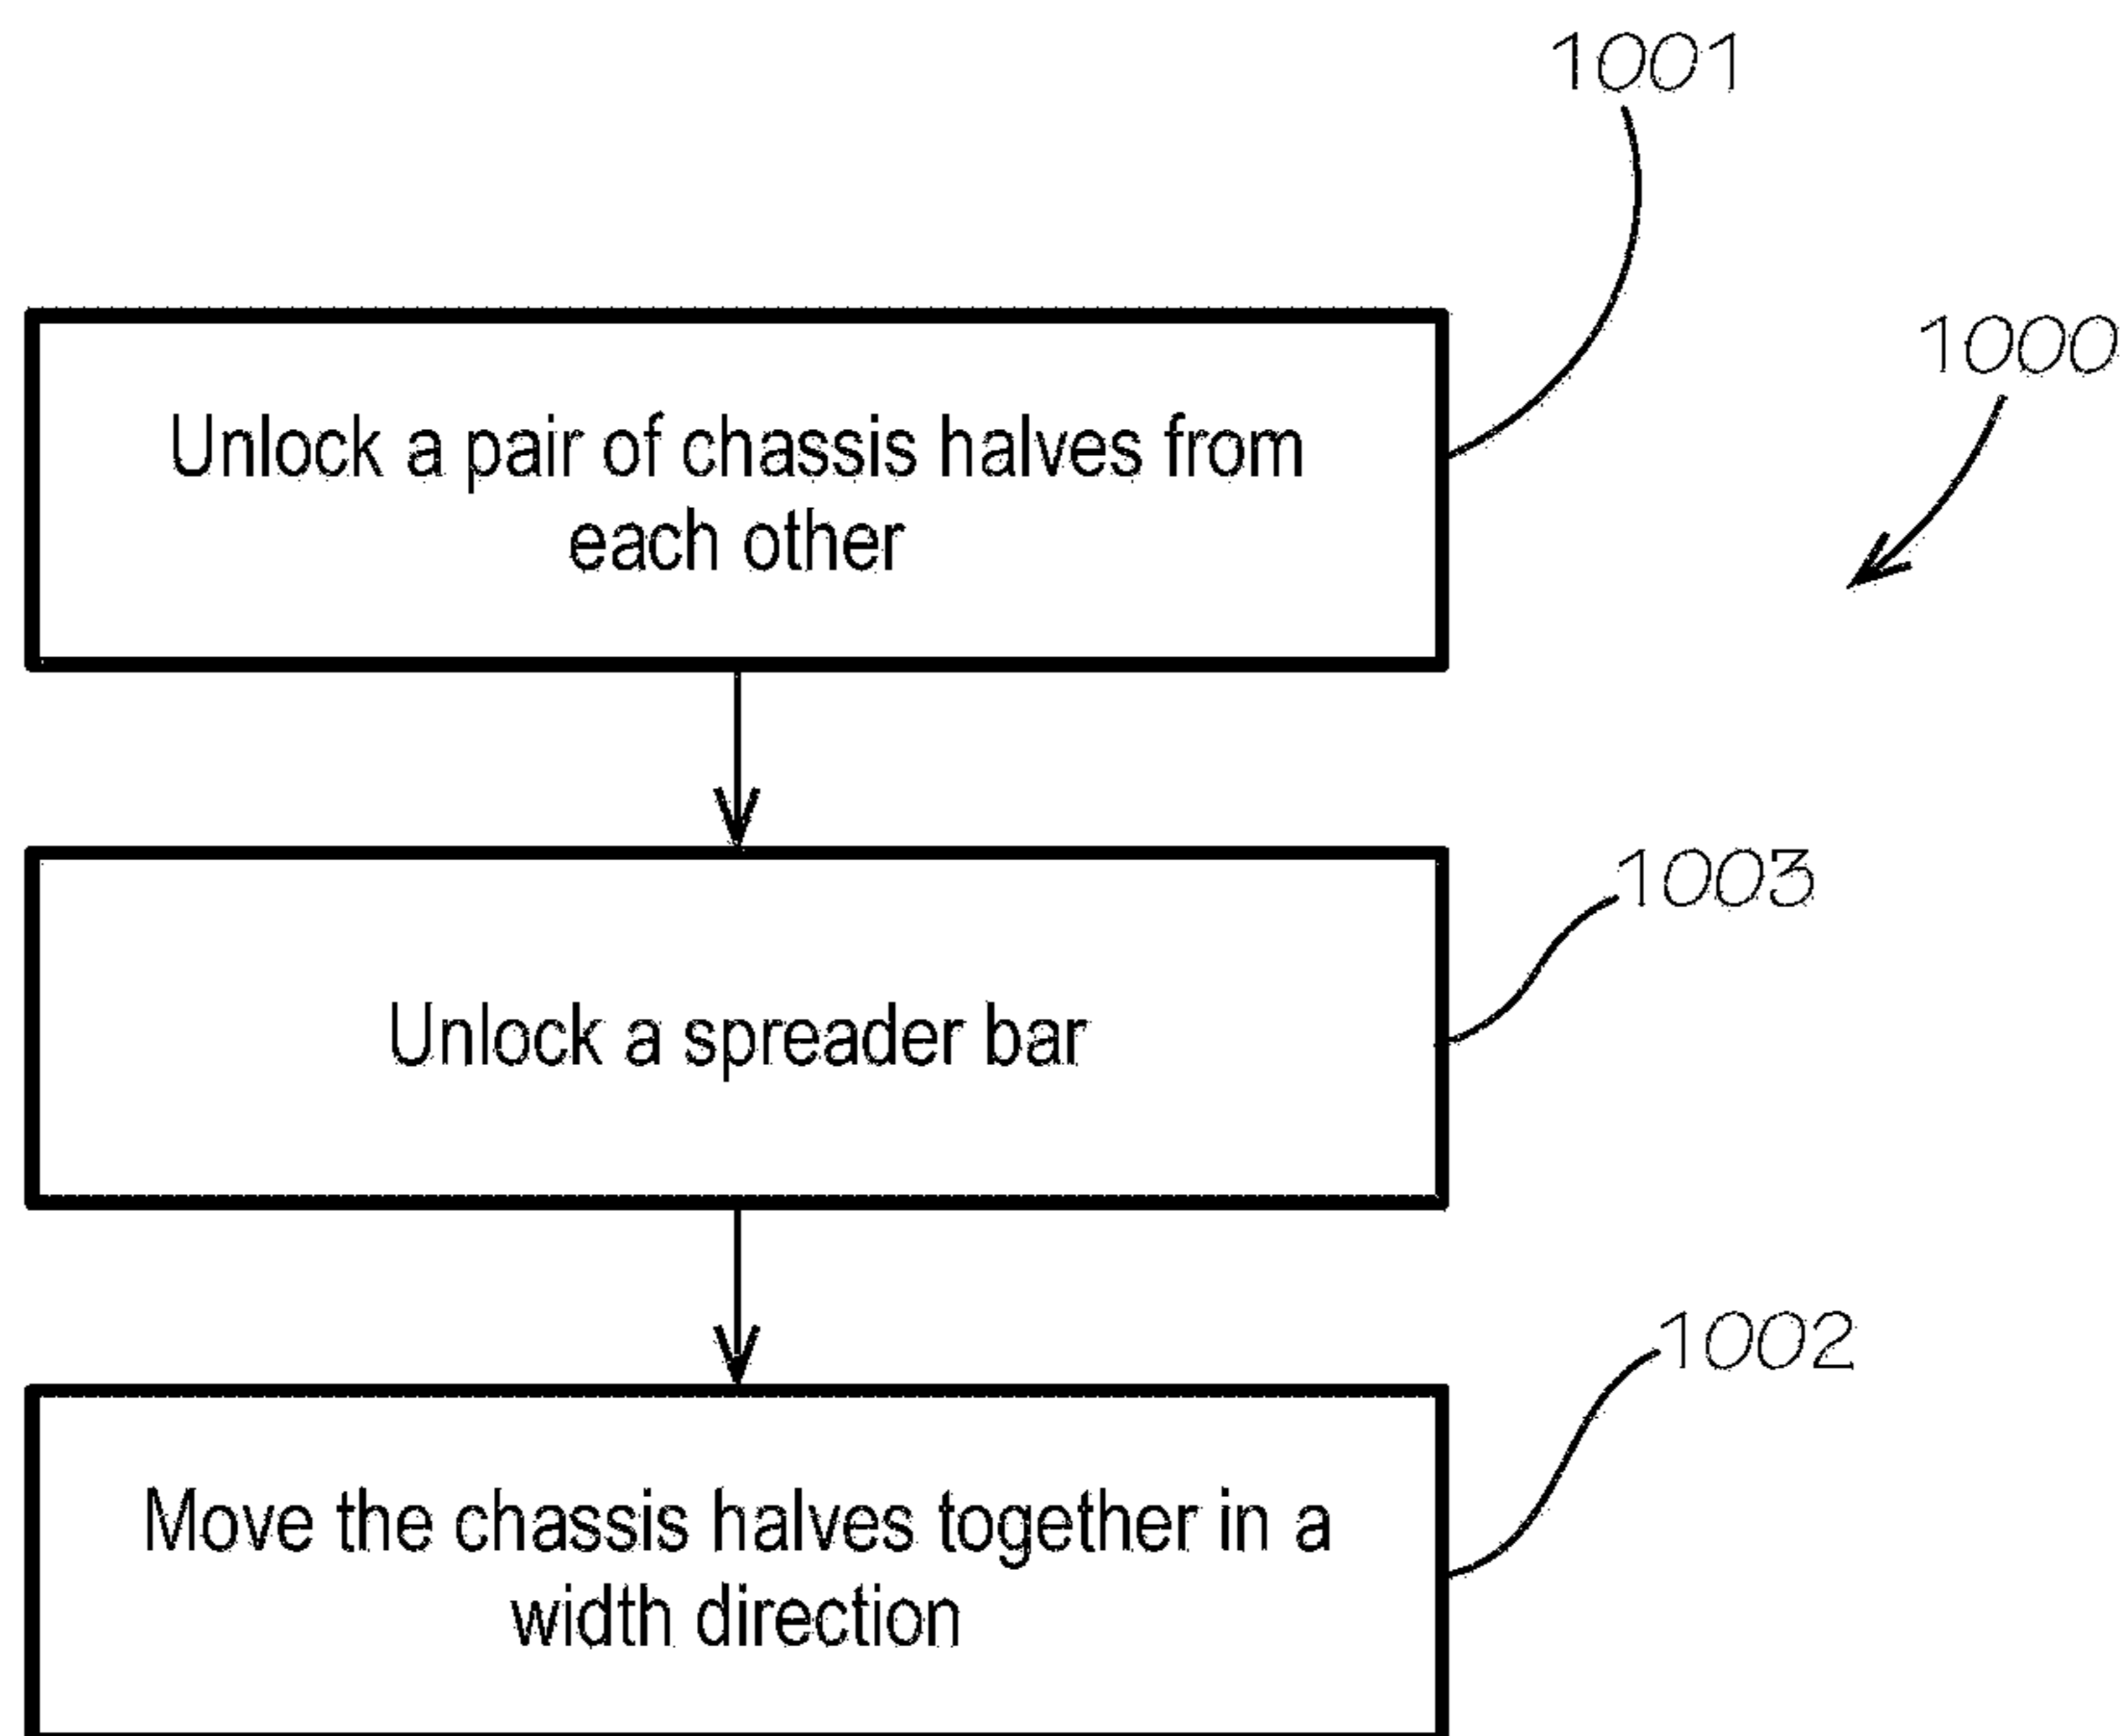 1001
1000
Unlock a pair of chassis halves from
each other
1003
Unlock a spreader bar
1002
Move the chassis halves together in a
width direction